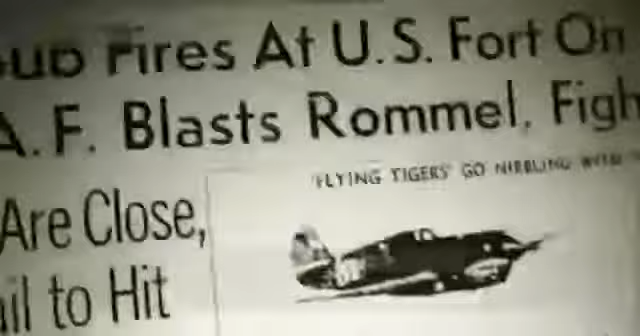 ub Fires At U.S. Fort On
A.F. Blasts Rommel, Figh
'FLYING TIGERS' GO NIBBLING WITH
Are Close,
il to Hit